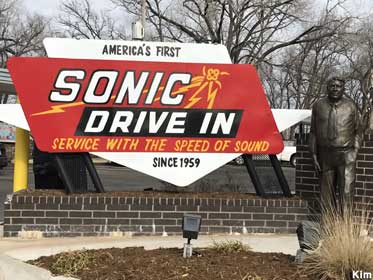 AMERICA'S FIRST
SONIC
DRIVE IN
SERVICE WITH THE SPEED OF SOUND
SINCE 1959
Kim